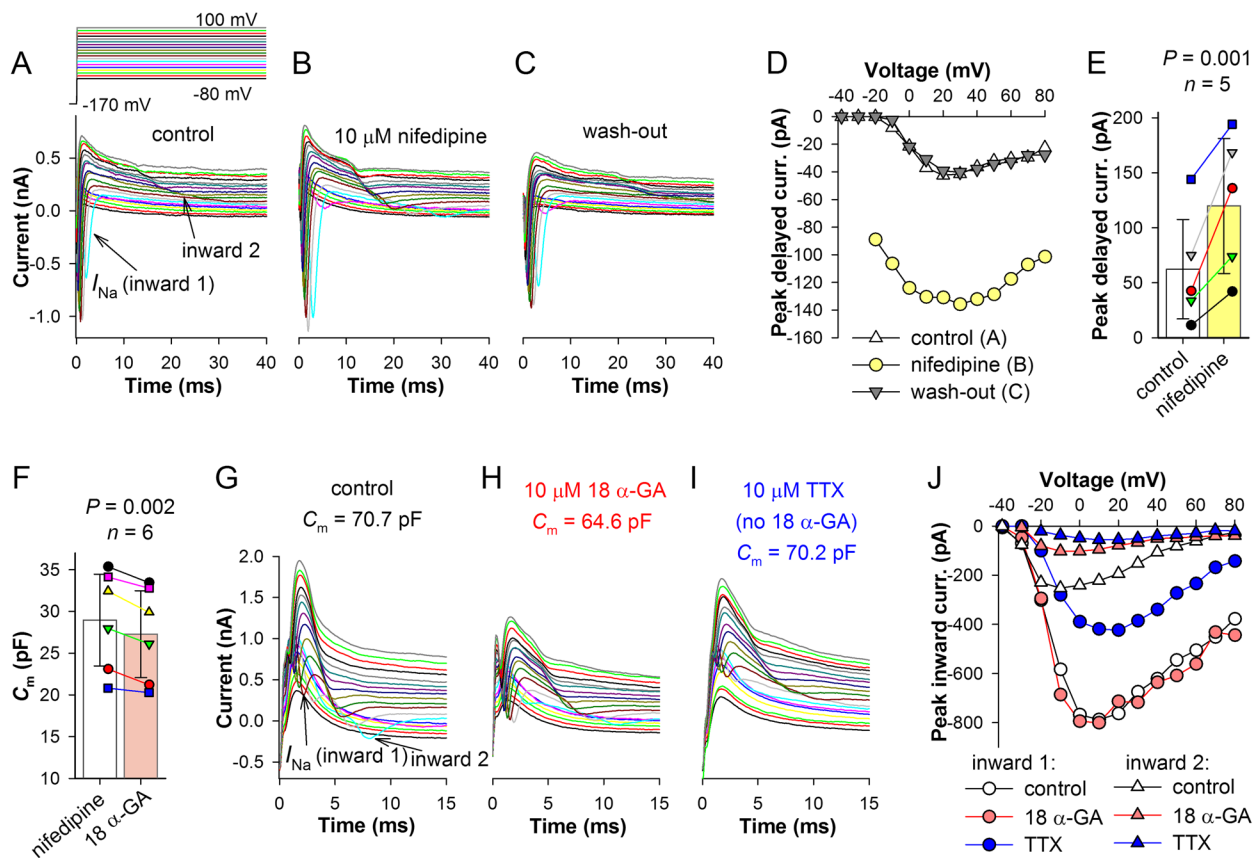 100 mV
-80 mV
-170 mV
A
control
Current (nA)
0.5
0.0
-0.5
-1.0
INa (inward 1)
inward 2
0 10 20 30 40
Time (ms)
B
10 μM nifedipine
0 10 20 30 40
Time (ms)
C
wash-out
0 10 20 30 40
Time (ms)
D
Voltage (mV)
-40 -20 0 20 40 60 80
Peak delayed curr. (pA)
0
-20
-40
-60
-80
-100
-120
-140
-160
control (A)
nifedipine (B)
wash-out (C)
E
P = 0.001
n = 5
Peak delayed curr. (pA)
200
150
100
50
0
control
nifedipine
F
P = 0.002
n = 6
Cm (pF)
35
30
25
20
15
10
nifedipine
18 α-GA
G
control
Cm = 70.7 pF
Current (nA)
2.0
1.5
1.0
0.5
0.0
-0.5
INa (inward 1)
inward 2
0 5 10 15
Time (ms)
H
10 μM 18 α-GA
Cm = 64.6 pF
0 5 10 15
Time (ms)
I
10 μM TTX
(no 18 α-GA)
Cm = 70.2 pF
0 5 10 15
Time (ms)
J
Voltage (mV)
-40 -20 0 20 40 60 80
Peak inward curr. (pA)
0
-200
-400
-600
-800
inward 1:
control
18 α-GA
TTX
inward 2:
control
18 α-GA
TTX